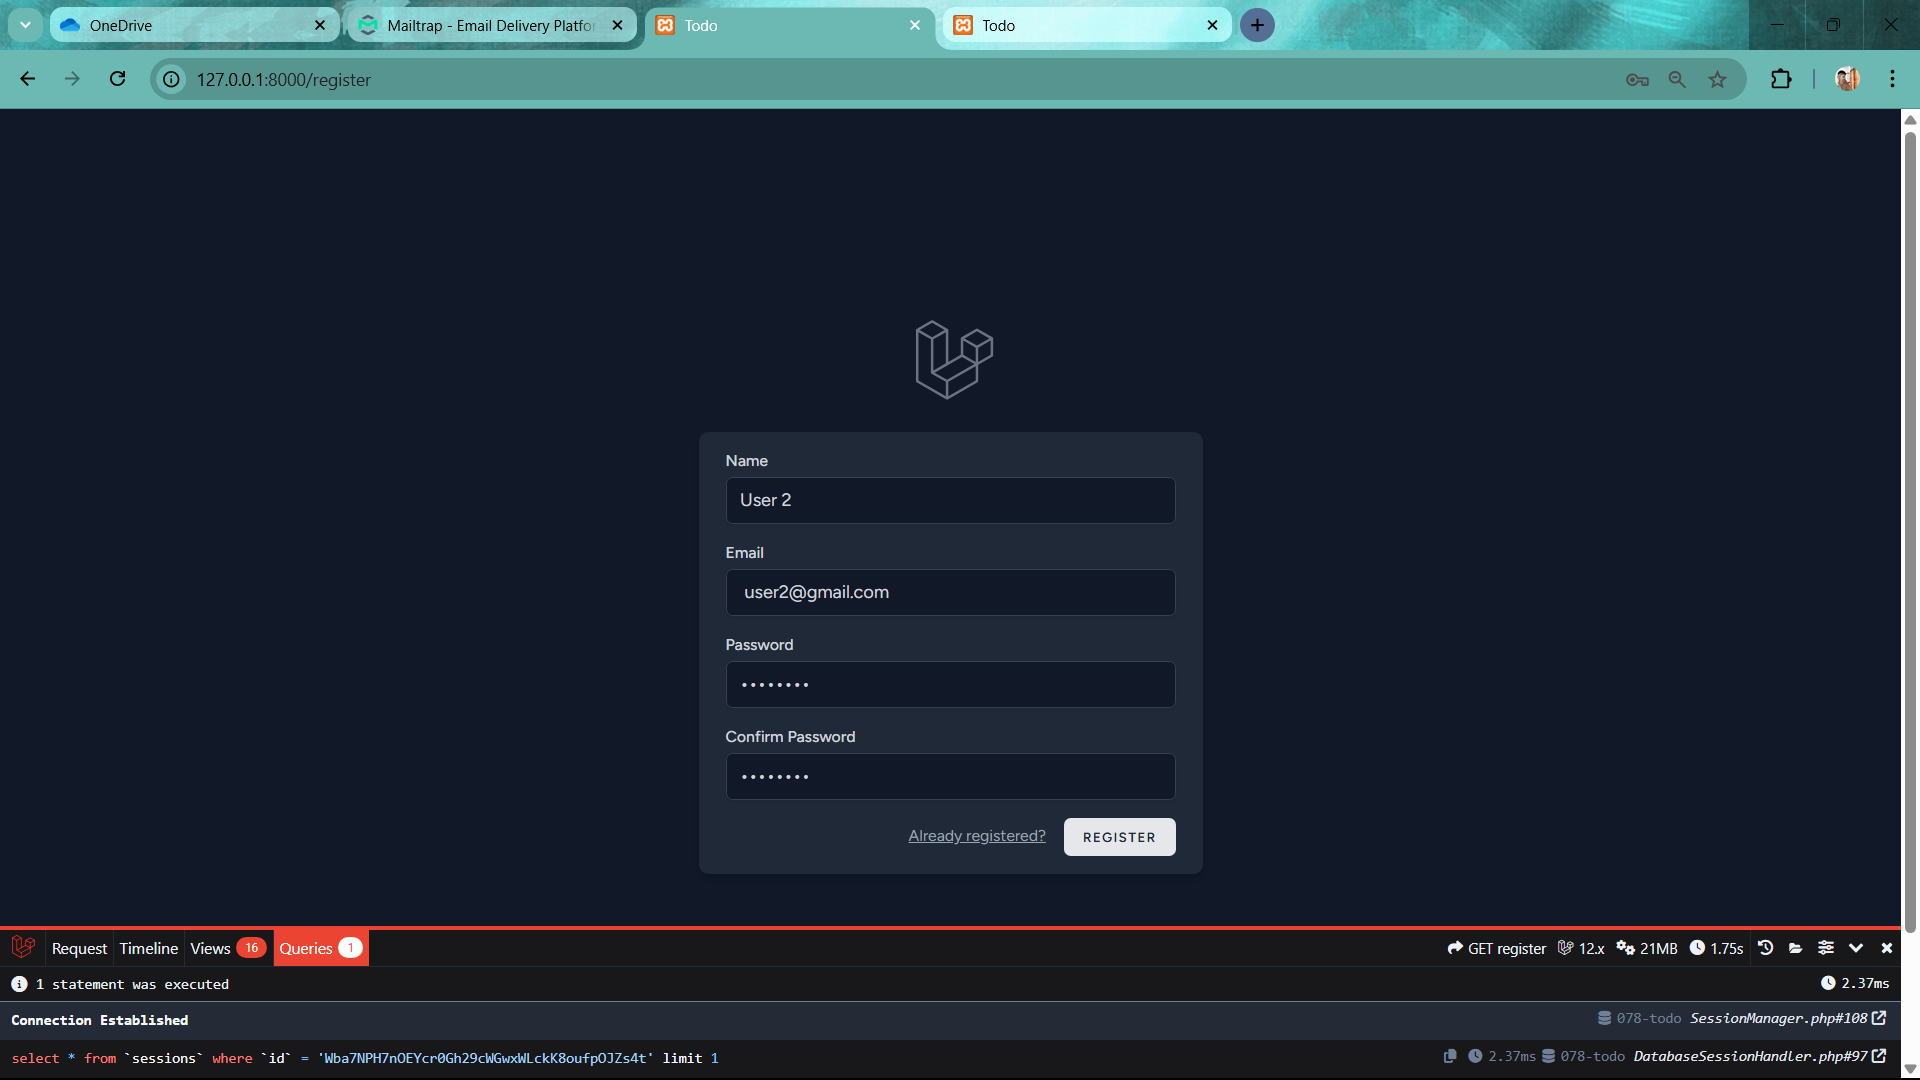 OneDrive
Mailtrap - Email Delivery Platfo
Todo
Todo
127.0.0.1:8000/register
Name
User 2
Email
user2@gmail.com
Password
••••••••
Confirm Password
••••••••
Already registered?
REGISTER
Request Timeline Views 16 Queries 1 GET register 12.x 21MB 1.75s
1 statement was executed 2.37ms
Connection Established 078-todo SessionManager.php#108
select * from `sessions` where `id` = 'Wba7NPH7nOEYcr0Gh29cWGwxWLckK8oufpOJZs4t' limit 1 2.37ms 078-todo DatabaseSessionHandler.php#97